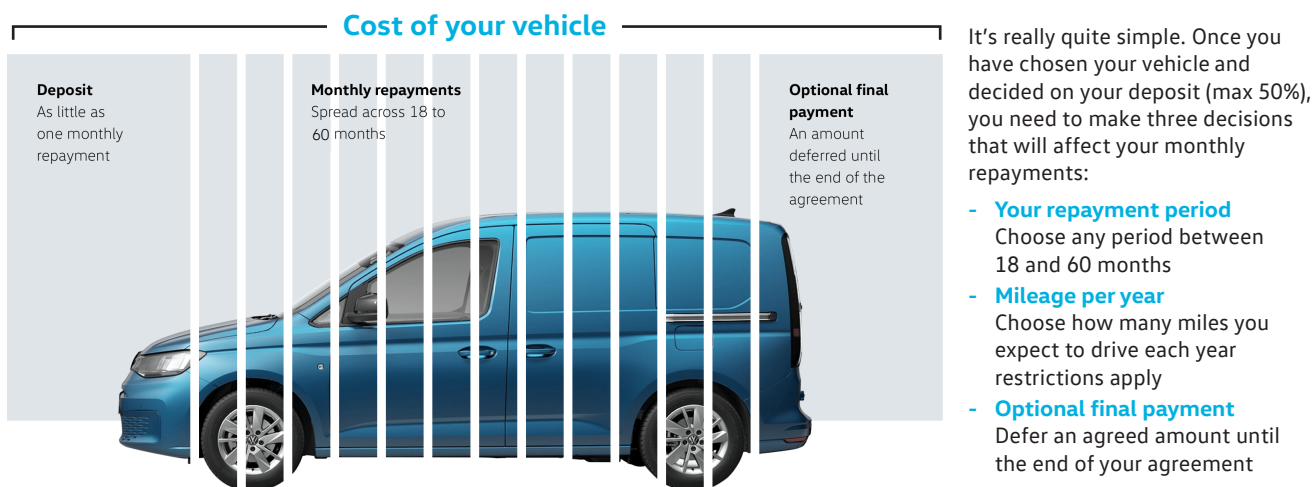 Cost of your vehicle
Deposit
As little as
one monthly
repayment
Monthly repayments
Spread across 18 to
60 months
Optional final
payment
An amount
deferred until
the end of the
agreement
It's really quite simple. Once you
have chosen your vehicle and
decided on your deposit (max 50%),
you need to make three decisions
that will affect your monthly
repayments:
- Your repayment period
Choose any period between
18 and 60 months
- Mileage per year
Choose how many miles you
expect to drive each year
restrictions apply
- Optional final payment
Defer an agreed amount until
the end of your agreement